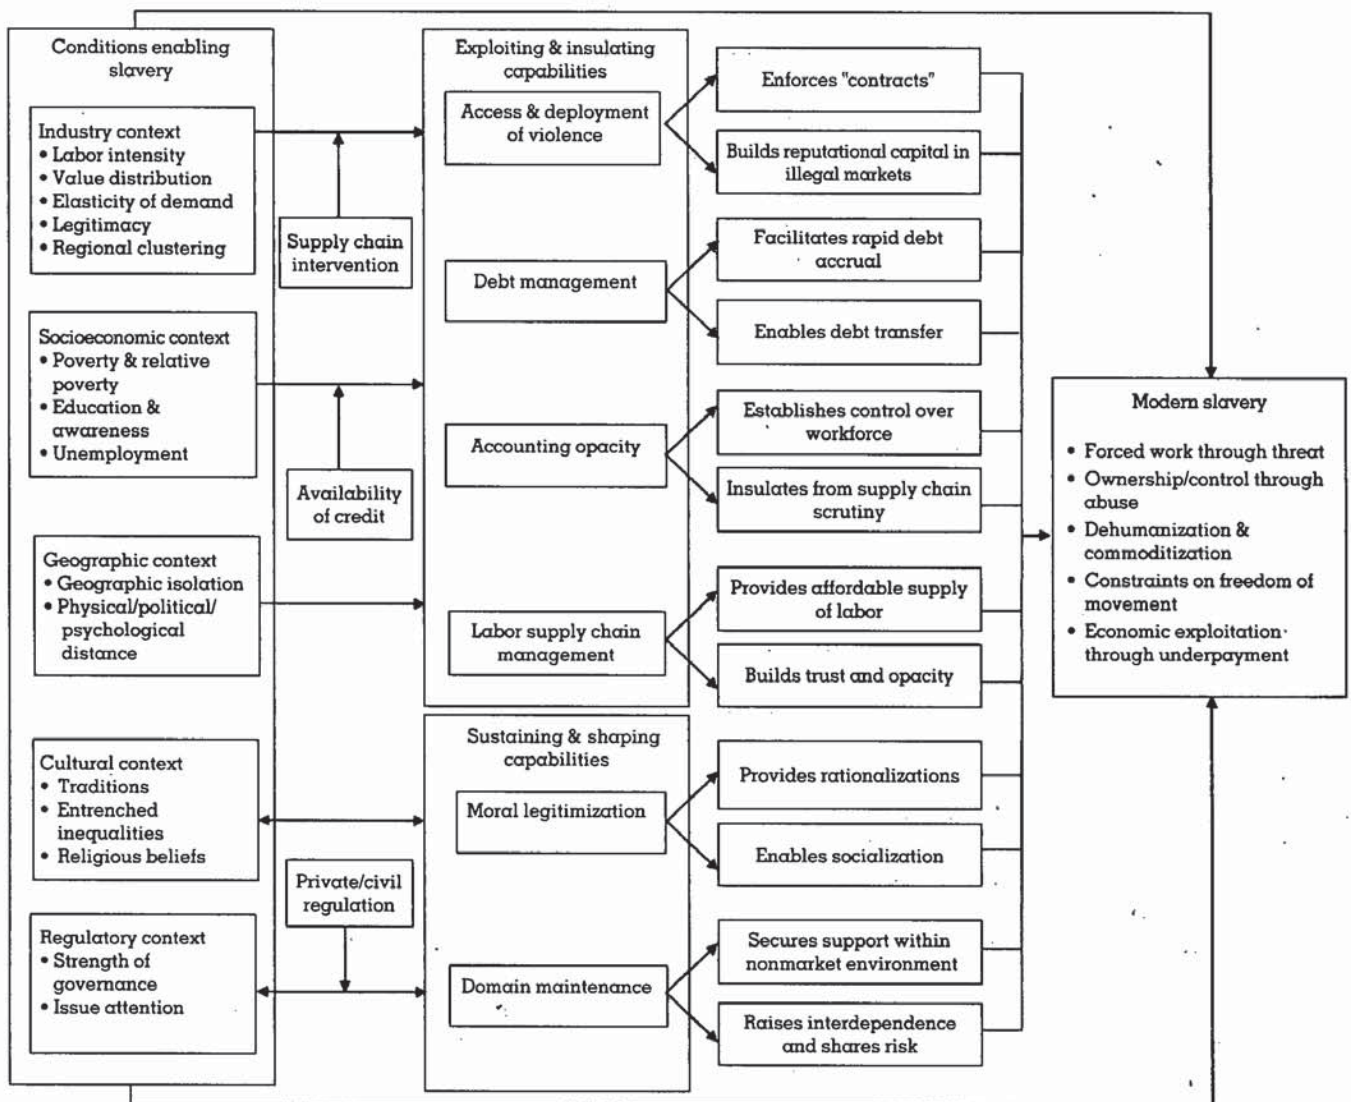 Conditions enabling
slavery
Industry context
• Labor intensity
• Value distribution
• Elasticity of demand
• Legitimacy
• Regional clustering
Supply chain
intervention
Socioeconomic context
• Poverty & relative
poverty
• Education &
awareness
• Unemployment
Availability
of credit
Geographic context
• Geographic isolation
• Physical/political/
psychological
distance
Cultural context
• Traditions
• Entrenched
inequalities
• Religious beliefs
Private/civil
regulation
Regulatory context
• Strength of
governance
• Issue attention
Exploiting & insulating
capabilities
Access & deployment
of violence
Debt management
Accounting opacity
Labor supply chain
management
Sustaining & shaping
capabilities
Moral legitimization
Domain maintenance
Enforces "contracts"
Builds reputational capital in
illegal markets
Facilitates rapid debt
accrual
Enables debt transfer
Establishes control over
workforce
Insulates from supply chain
scrutiny
Provides affordable supply
of labor
Builds trust and opacity
Provides rationalizations
Enables socialization
Secures support within
nonmarket environment
Raises interdependence
and shares risk
Modern slavery
• Forced work through threat
• Ownership/control through
abuse
• Dehumanization &
commoditization
• Constraints on freedom of
movement
• Economic exploitation
through underpayment